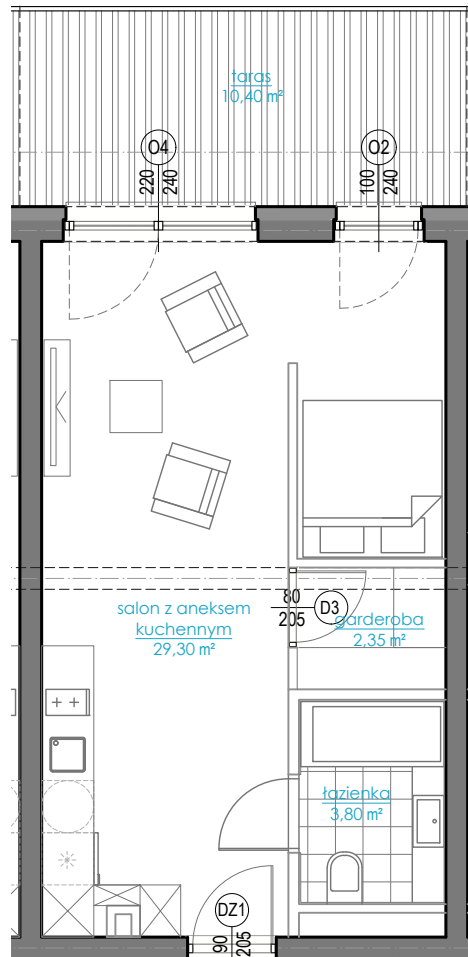 taras
10,40 m²
O4
220
240
O2
100
240
salon z aneksem
kuchennym
29,30 m²
80
205
D3
garderoba
2,35 m²
łazienka
3,80 m²
DZ1
90
205